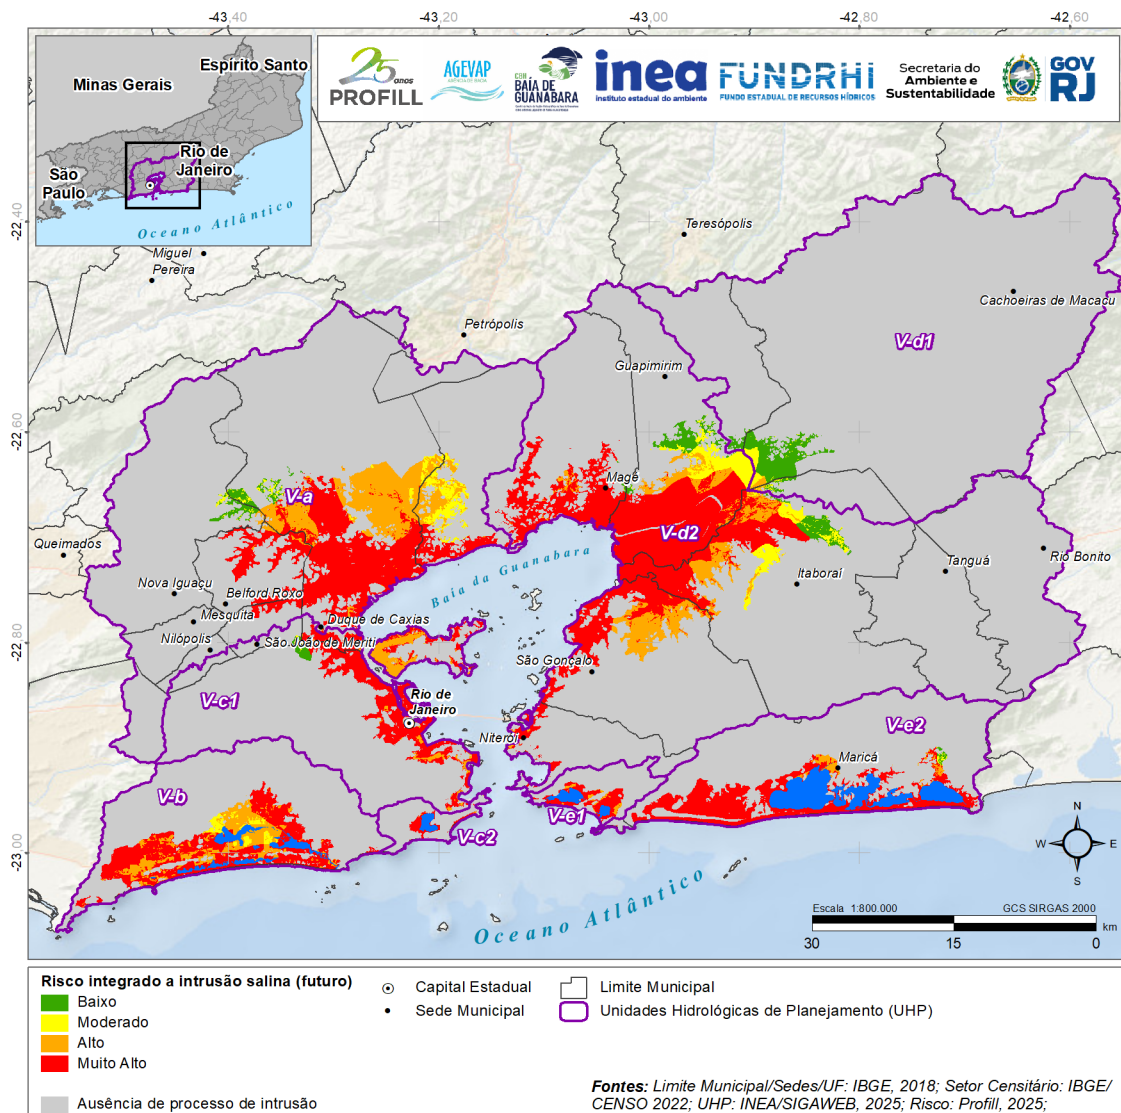 -43,40
-43,20
-43,00
-42,80
-42,60
Espírito Santo
Minas Gerais
Rio de
Janeiro
São
Paulo
Oceano Atlântico
25 anos
PROFILL
AGEVAP
CBH
BAÍA DE
GUANABARA
inea
instituto estadual do ambiente
FUNDRHI
FUNDO ESTADUAL DE RECURSOS HÍDRICOS
Secretaria do
Ambiente e
Sustentabilidade
GOV
RJ
-22,40
-22,60
-22,80
-23,00
Miguel
Pereira
Teresópolis
Cachoeiras de Macacu
Petrópolis
V-d1
Guapimirim
Magé
V-a
V-d2
Queimados
Baía da Guanabara
Rio Bonito
Tanguá
Itaboraí
Nova Iguaçu
Belford Roxo
Mesquita
Duque de Caxias
Nilópolis
São João de Meriti
São Gonçalo
V-c1
Rio de
Janeiro
Niterói
V-e2
Maricá
V-b
V-e1
V-c2
Oceano Atlântico
N
W E
S
Escala 1:800.000 GCS SIRGAS 2000
km
30 15 0
Risco integrado a intrusão salina (futuro)
Baixo
Moderado
Alto
Muito Alto
Ausência de processo de intrusão
Capital Estadual
Sede Municipal
Limite Municipal
Unidades Hidrológicas de Planejamento (UHP)
Fontes: Limite Municipal/Sedes/UF: IBGE, 2018; Setor Censitário: IBGE/
CENSO 2022; UHP: INEA/SIGAWEB, 2025; Risco: Profill, 2025;